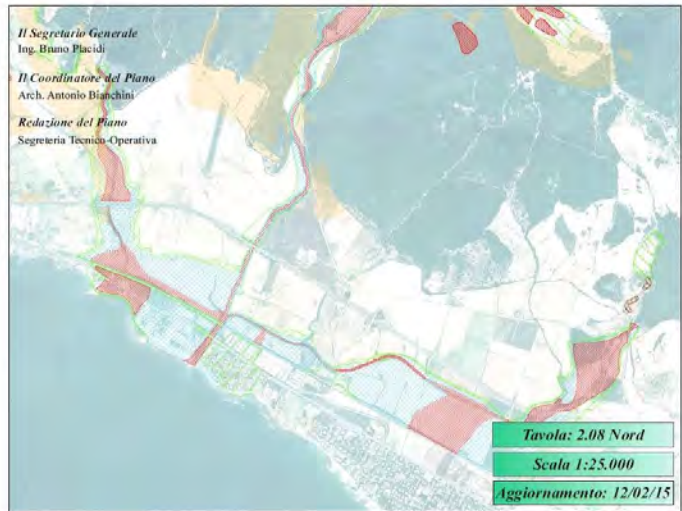 Il Segretario Generale
Ing. Bruno Placidi
Il Coordinatore del Piano
Arch. Antonio Bianchini
Redazione del Piano
Segreteria Tecnico-Operativa
Tavola: 2.08 Nord
Scala 1:25.000
Aggiornamento: 12/02/15